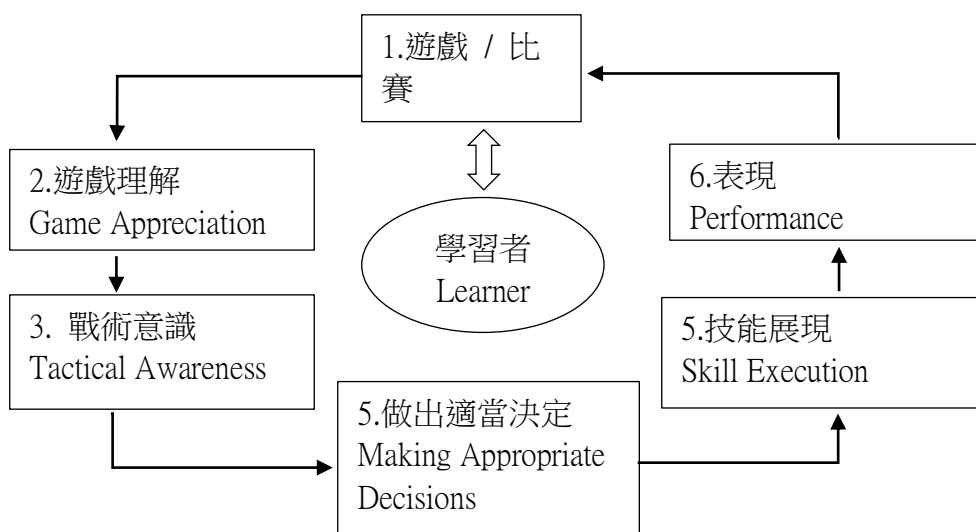 1.遊戲 / 比
賽
2.遊戲理解
Game Appreciation
3. 戰術意識
Tactical Awareness
5.做出適當決定
Making Appropriate
Decisions
5.技能展現
Skill Execution
6.表現
Performance
學習者
Learner